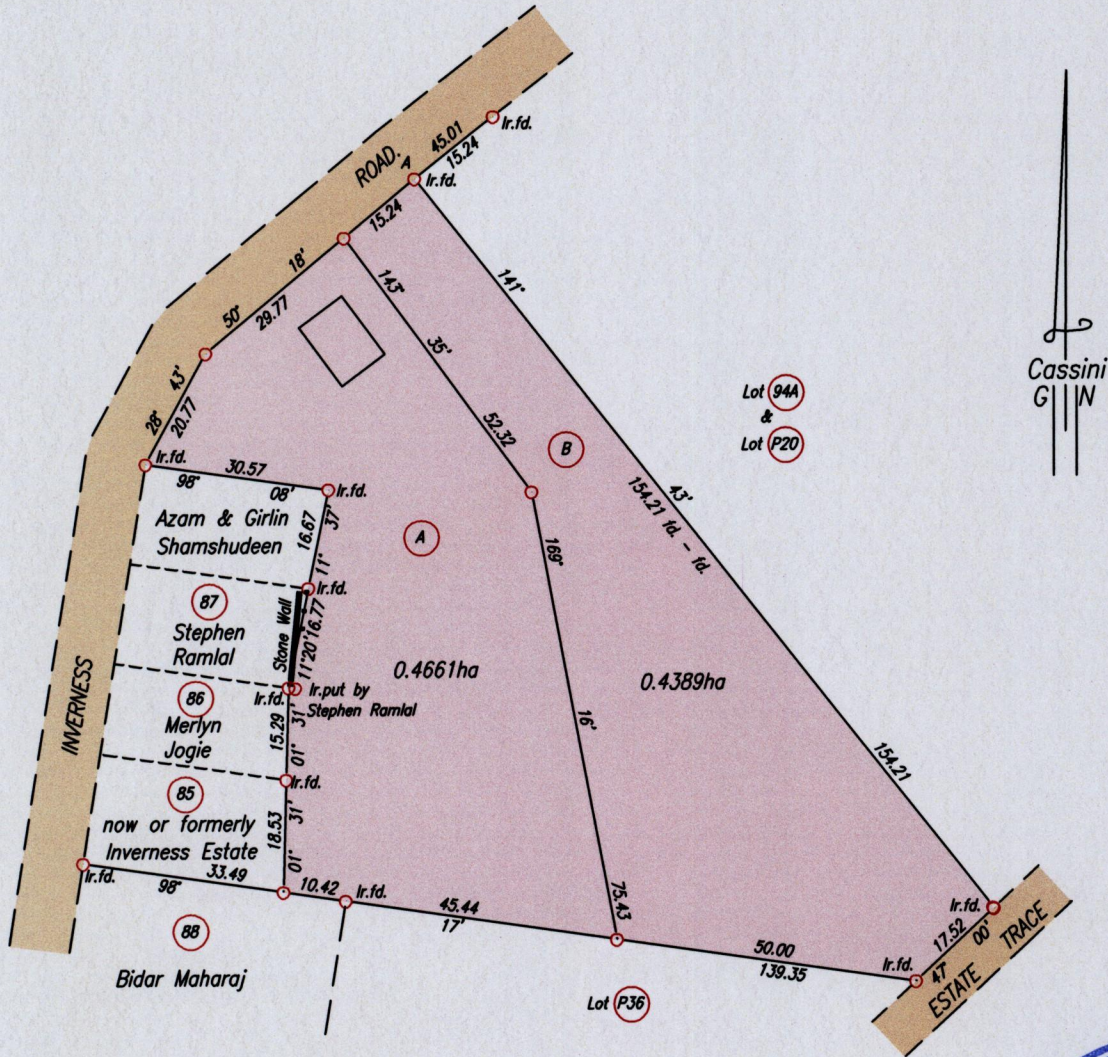 45.01
15.24
Ir.fd.
ROAD.
A
Ir.fd.
15.24
18'
50°
29.77
143°
35'
52.32
141°
43'
154.21 fd. - fd.
154.21
43'
28°
20.77
Ir.fd.
30.57
98°
08'
Ir.fd.
Azam & Girlin
Shamshudeen
16.67
37'
11°
Ir.fd.
A
B
Lot 94A
&
Lot P20
Cassini
G N
87
Stephen
Ramlal
Stone Wall
11°20'16.77
Ir.fd.
Ir.put by
Stephen Ramlal
0.4661ha
0.4389ha
169°
16'
75.43
INVERNESS
86
Merlyn
Jogie
15.29
31'
01°
Ir.fd.
85
now or formerly
Inverness Estate
18.53
31'
01°
Ir.fd.
33.49
98°
10.42
Ir.fd.
45.44
17'
50.00
139.35
Ir.fd.
Ir.fd.
17.52
00'
47°
ESTATE TRACE
88
Bidar Maharaj
Lot P36